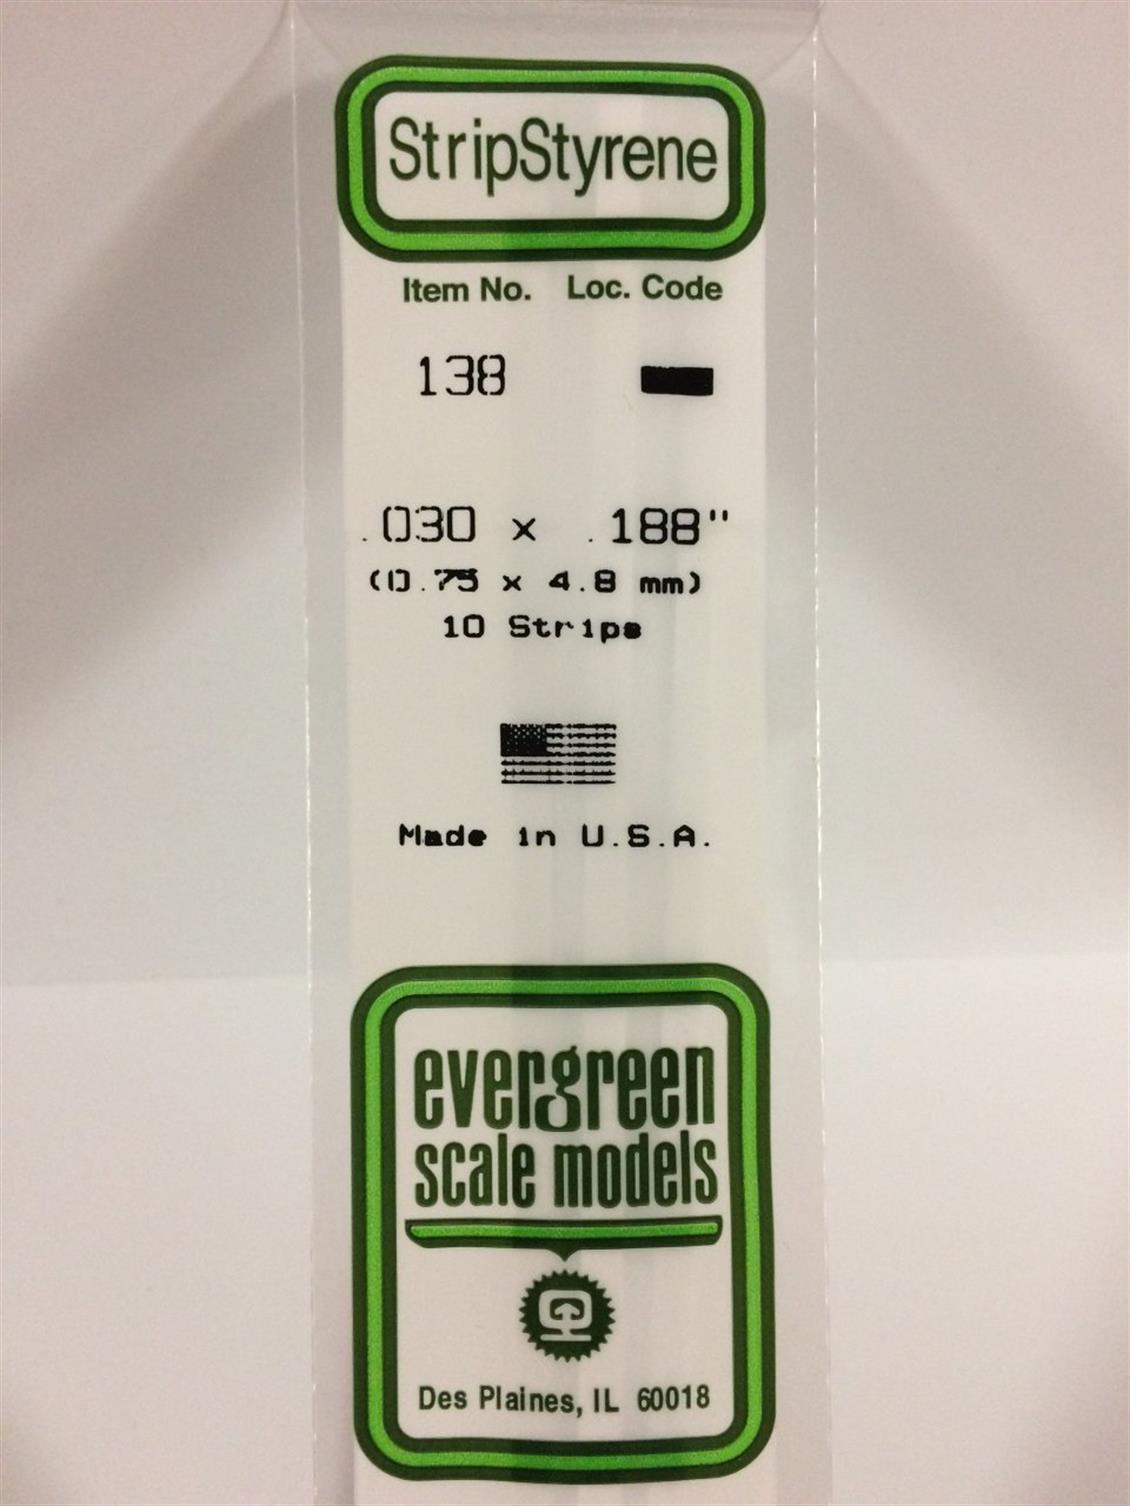 StripStyrene
Item No. Loc. Code
138
.030 x .188"
(0.75 x 4.8 mm)
10 Strips
Made in U.S.A.
evergreen
scale models
Des Plaines, IL 60018